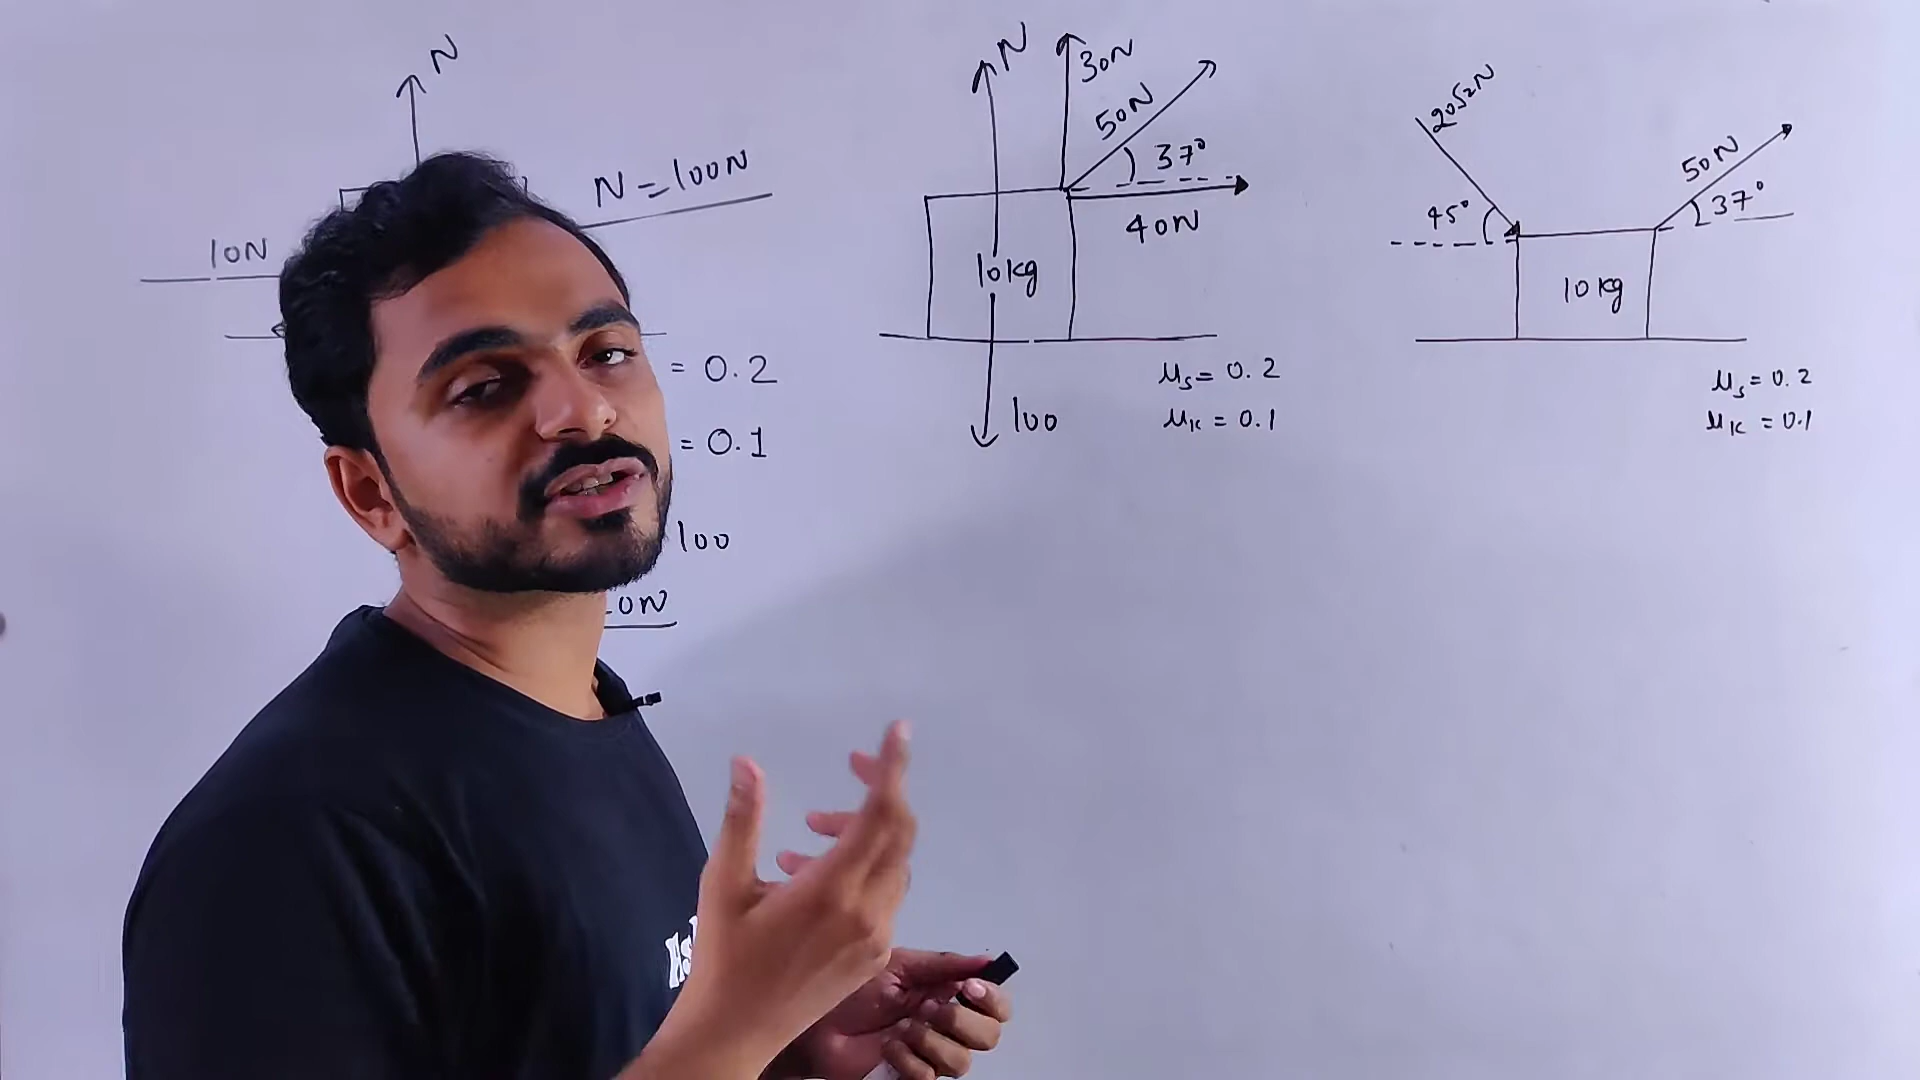 N
N = 100N
10N
= 0.2
= 0.1
100
0N
N
30N
50N
37°
40N
10kg
100
μs = 0.2
μk = 0.1
20√2N
45°
50N
37°
10kg
μs = 0.2
μk = 0.1